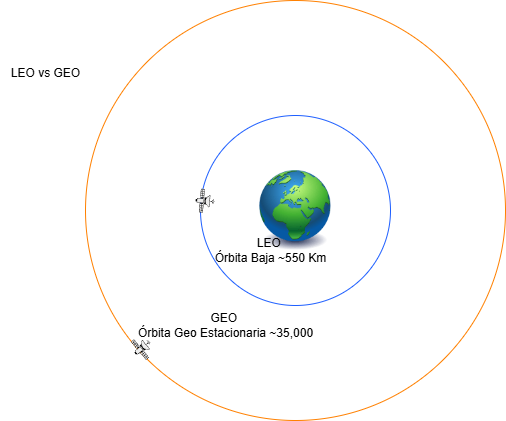 LEO vs GEO
LEO
Órbita Baja ~550 Km
GEO
Órbita Geo Estacionaria ~35,000